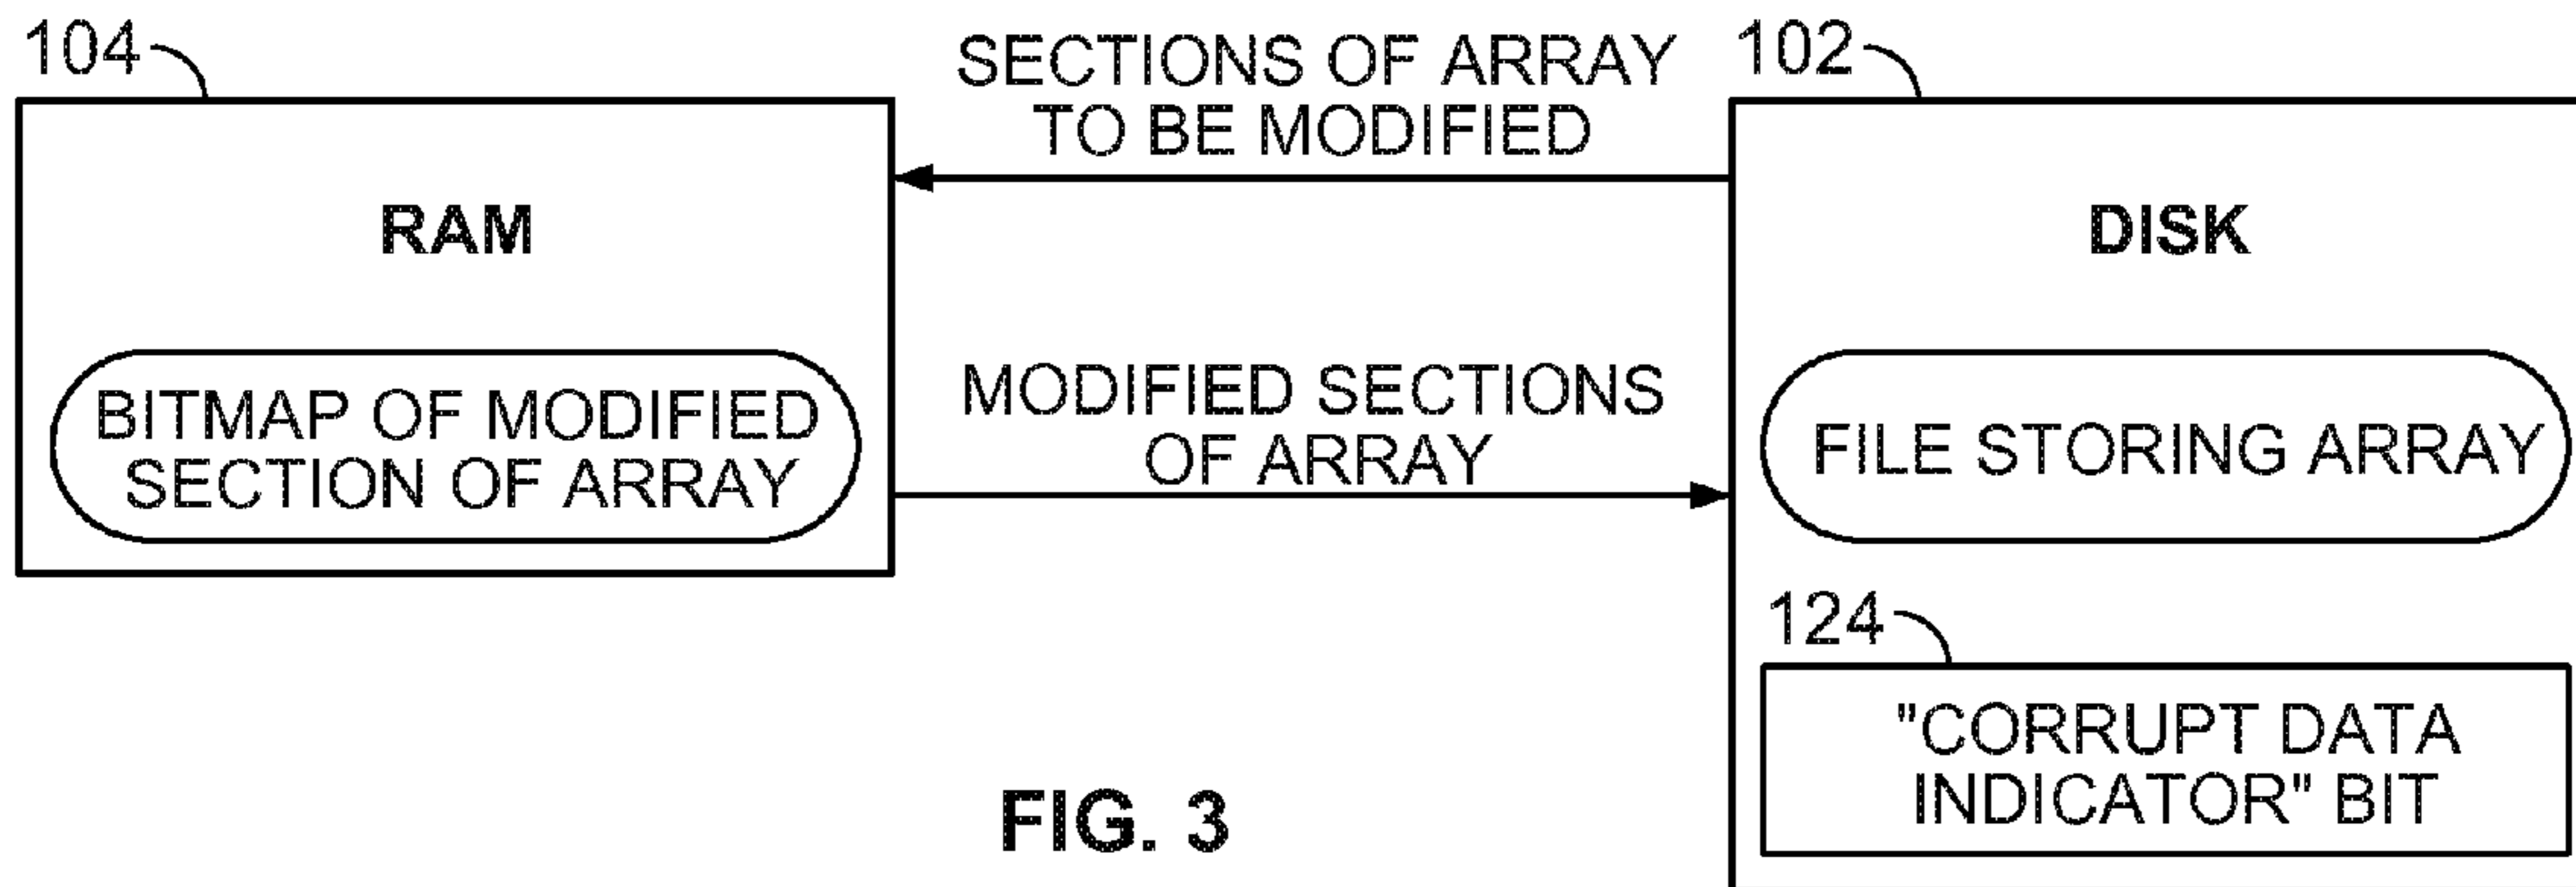 104
SECTIONS OF ARRAY
TO BE MODIFIED
102
RAM
DISK
BITMAP OF MODIFIED
SECTION OF ARRAY
MODIFIED SECTIONS
OF ARRAY
FILE STORING ARRAY
124
"CORRUPT DATA
INDICATOR" BIT
FIG. 3